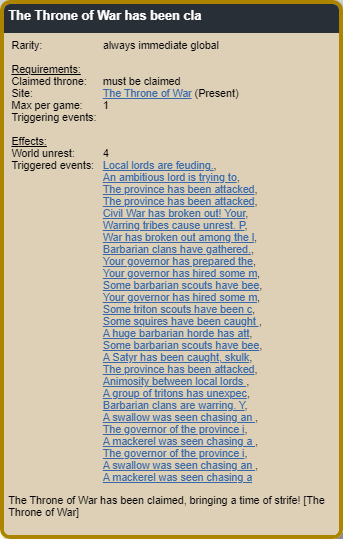 The Throne of War has been cla
Rarity: always immediate global
Requirements:
Claimed throne: must be claimed
Site: The Throne of War (Present)
Max per game: 1
Triggering events:
Effects:
World unrest: 4
Triggered events: Local lords are feuding.,
An ambitious lord is trying to,
The province has been attacked,
The province has been attacked,
Civil War has broken out! Your,
Warring tribes cause unrest. P,
War has broken out among the l,
Barbarian clans have gathered.,
Your governor has prepared the,
Your governor has hired some m,
Some barbarian scouts have bee,
Your governor has hired some m,
Some triton scouts have been c,
Some squires have been caught ,
A huge barbarian horde has att,
Some barbarian scouts have bee,
A Satyr has been caught, skulk,
The province has been attacked,
Animosity between local lords ,
A group of tritons has unexpec,
Barbarian clans are warring. Y,
A swallow was seen chasing an ,
The governor of the province i,
A mackerel was seen chasing a ,
The governor of the province i,
A swallow was seen chasing an ,
A mackerel was seen chasing a
The Throne of War has been claimed, bringing a time of strife! [The
Throne of War]